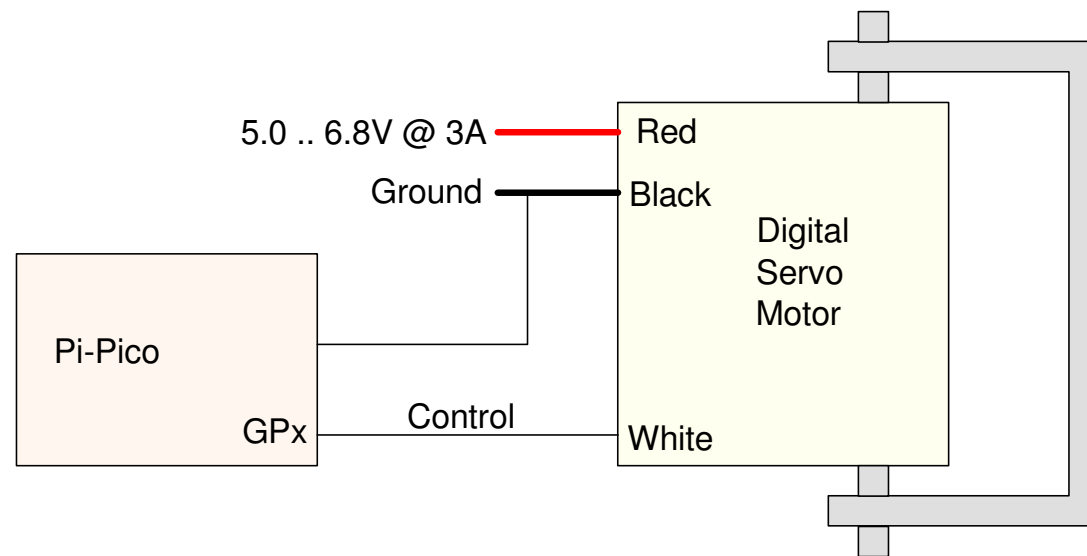 5.0 .. 6.8V @ 3A
Red
Ground
Black
Digital
Servo
Motor
Pi-Pico
Control
GPx
White